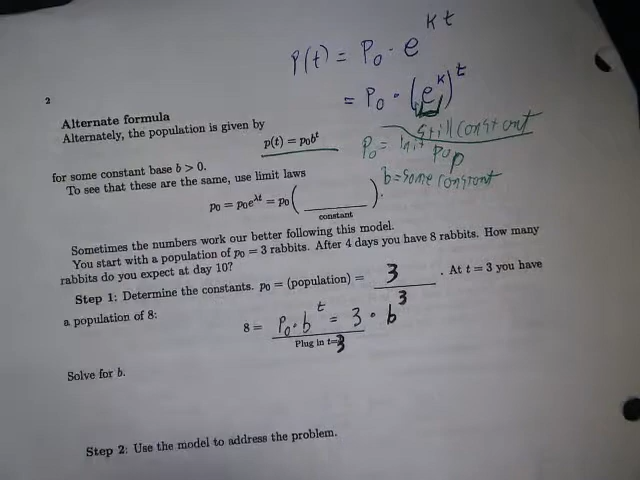 P(t) = P₀ · e^kt
= P₀ · (e^k)^t
2
Alternate formula
Alternately, the population is given by
p(t) = p₀bᵗ
still constant
P₀ = init pop
for some constant base b > 0.
b = some constant
To see that these are the same, use limit laws
p₀ = p₀e^λt = p₀( ________ ).
constant
Sometimes the numbers work our better following this model.
You start with a population of p₀ = 3 rabbits. After 4 days you have 8 rabbits. How many
rabbits do you expect at day 10?
Step 1: Determine the constants. p₀ = (population) = 3 . At t = 3 you have
a population of 8:
8 = P₀·b^t = 3 · b^3
Plug in t=3
Solve for b.
Step 2: Use the model to address the problem.